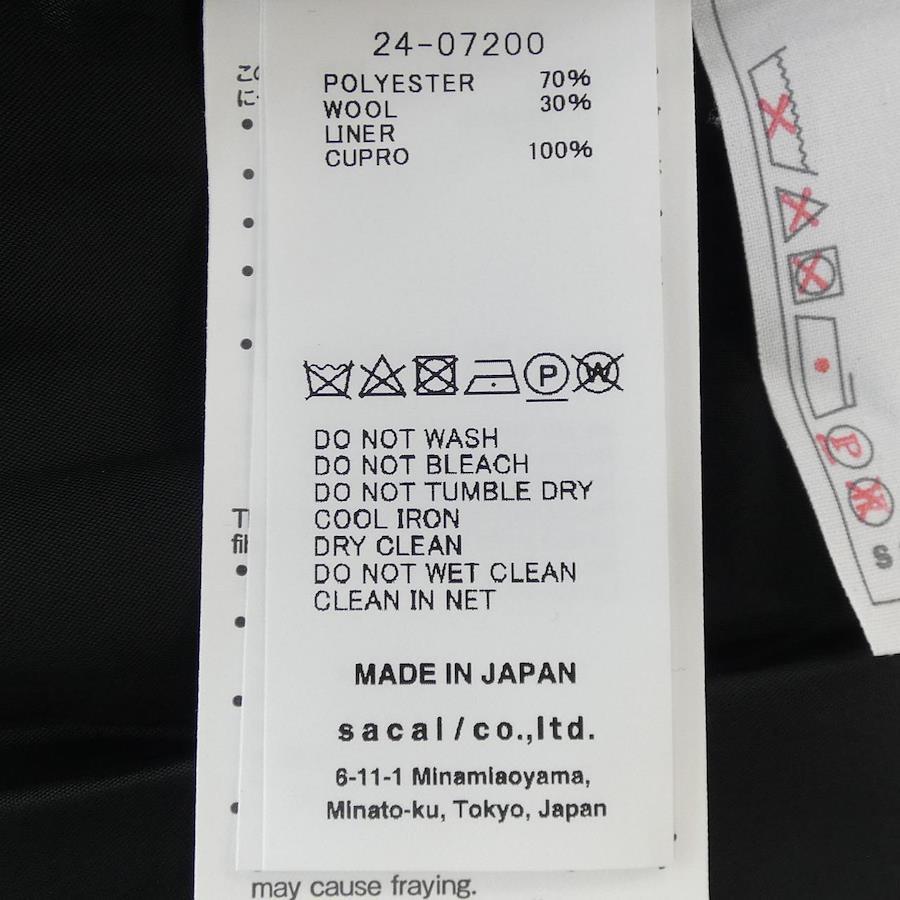 24-07200
POLYESTER 70%
WOOL 30%
LINER
CUPRO 100%
P W
DO NOT WASH
DO NOT BLEACH
DO NOT TUMBLE DRY
COOL IRON
DRY CLEAN
DO NOT WET CLEAN
CLEAN IN NET
MADE IN JAPAN
sacai/co.,ltd.
6-11-1 Minamiaoyama,
Minato-ku, Tokyo, Japan
may cause fraying.
P
W